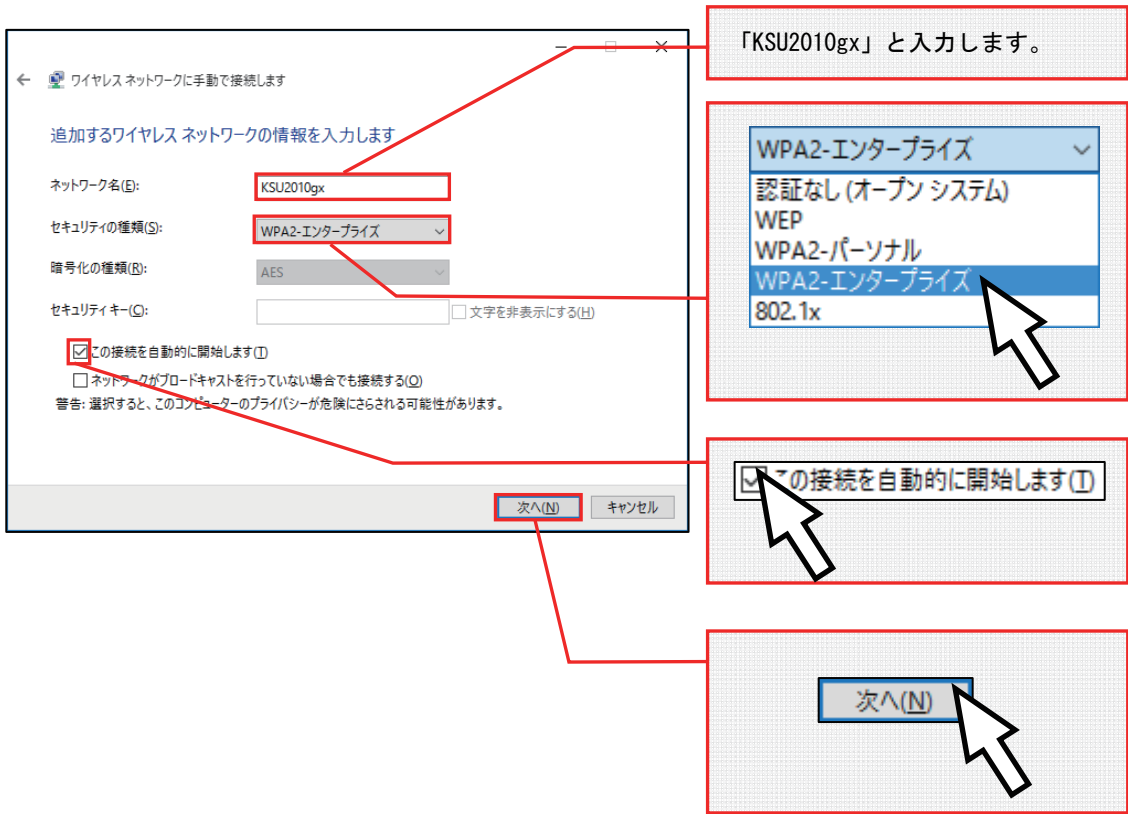 「KSU2010gx」と入力します。
ワイヤレス ネットワークに手動で接続します
追加するワイヤレス ネットワークの情報を入力します
ネットワーク名(E):
KSU2010gx
セキュリティの種類(S):
WPA2-エンタープライズ
暗号化の種類(R):
AES
セキュリティ キー(C):
文字を非表示にする(H)
この接続を自動的に開始します(T)
ネットワークがブロードキャストを行っていない場合でも接続する(O)
警告: 選択すると、このコンピューターのプライバシーが危険にさらされる可能性があります。
次へ(N)
キャンセル
WPA2-エンタープライズ
認証なし (オープン システム)
WEP
WPA2-パーソナル
WPA2-エンタープライズ
802.1x
この接続を自動的に開始します(T)
次へ(N)